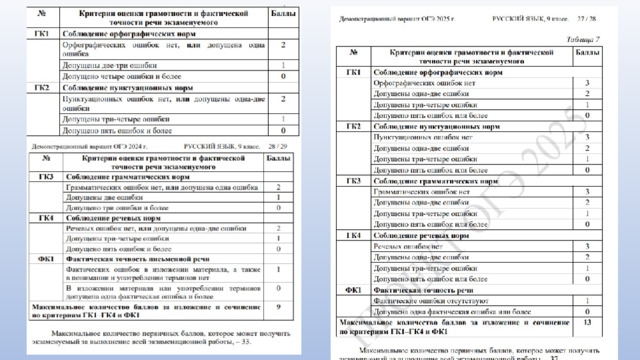 № Критерии оценки грамотности и фактической точности речи экзаменуемого Баллы
ГК1 Соблюдение орфографических норм
Орфографических ошибок нет, или допущена одна ошибка 2
Допущены две-три ошибки 1
Допущено четыре ошибки и более 0
ГК2 Соблюдение пунктуационных норм
Пунктуационных ошибок нет, или допущены одна-две ошибки 2
Допущены три-четыре ошибки 1
Допущено пять ошибок и более 0
Демонстрационный вариант ОГЭ 2024 г. РУССКИЙ ЯЗЫК, 9 класс. 28 / 29
№ Критерии оценки грамотности и фактической точности речи экзаменуемого Баллы
ГК3 Соблюдение грамматических норм
Грамматических ошибок нет, или допущена одна ошибка 2
Допущены две ошибки 1
Допущено три ошибки и более 0
ГК4 Соблюдение речевых норм
Речевых ошибок нет, или допущены одна-две ошибки 2
Допущены три-четыре ошибки 1
Допущено пять ошибок и более 0
ФК1 Фактическая точность письменной речи
Фактических ошибок в изложении материала, а также в понимании и употреблении терминов нет 1
В изложении материала или употреблении терминов допущена одна фактическая ошибка и более 0
Максимальное количество баллов за изложение и сочинение по критериям ГК1–ГК4 и ФК1 9
Максимальное количество первичных баллов, которое может получить экзаменуемый за выполнение всей экзаменационной работы, – 33.
Демонстрационный вариант ОГЭ 2025 г. РУССКИЙ ЯЗЫК, 9 класс. 27 / 28
Таблица 7
№ Критерии оценки грамотности и фактической точности речи экзаменуемого Баллы
ГК1 Соблюдение орфографических норм
Орфографических ошибок нет 3
Допущены одна-две ошибки 2
Допущены три-четыре ошибки 1
Допущено пять ошибок или более 0
ГК2 Соблюдение пунктуационных норм
Пунктуационных ошибок нет 3
Допущены одна-две ошибки 2
Допущены три-четыре ошибки 1
Допущено пять ошибок или более 0
ГК3 Соблюдение грамматических норм
Грамматических ошибок нет 3
Допущены одна-две ошибки 2
Допущены три-четыре ошибки 1
Допущено пять ошибок или более 0
ГК4 Соблюдение речевых норм
Речевых ошибок нет 3
Допущены одна-две ошибки 2
Допущены три-четыре ошибки 1
Допущено пять ошибок или более 0
ФК1 Фактическая точность речи
Фактические ошибки отсутствуют 1
Допущена одна фактическая ошибка или более 0
Максимальное количество баллов за изложение и сочинение по критериям ГК1–ГК4 и ФК1 13
Максимальное количество первичных баллов, которое может получить
ОГЭ 2025